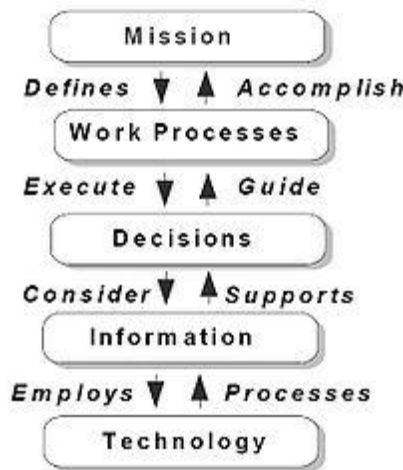 Mission
Defines Accomplish
Work Processes
Execute Guide
Decisions
Consider Supports
Information
Employs Processes
Technology